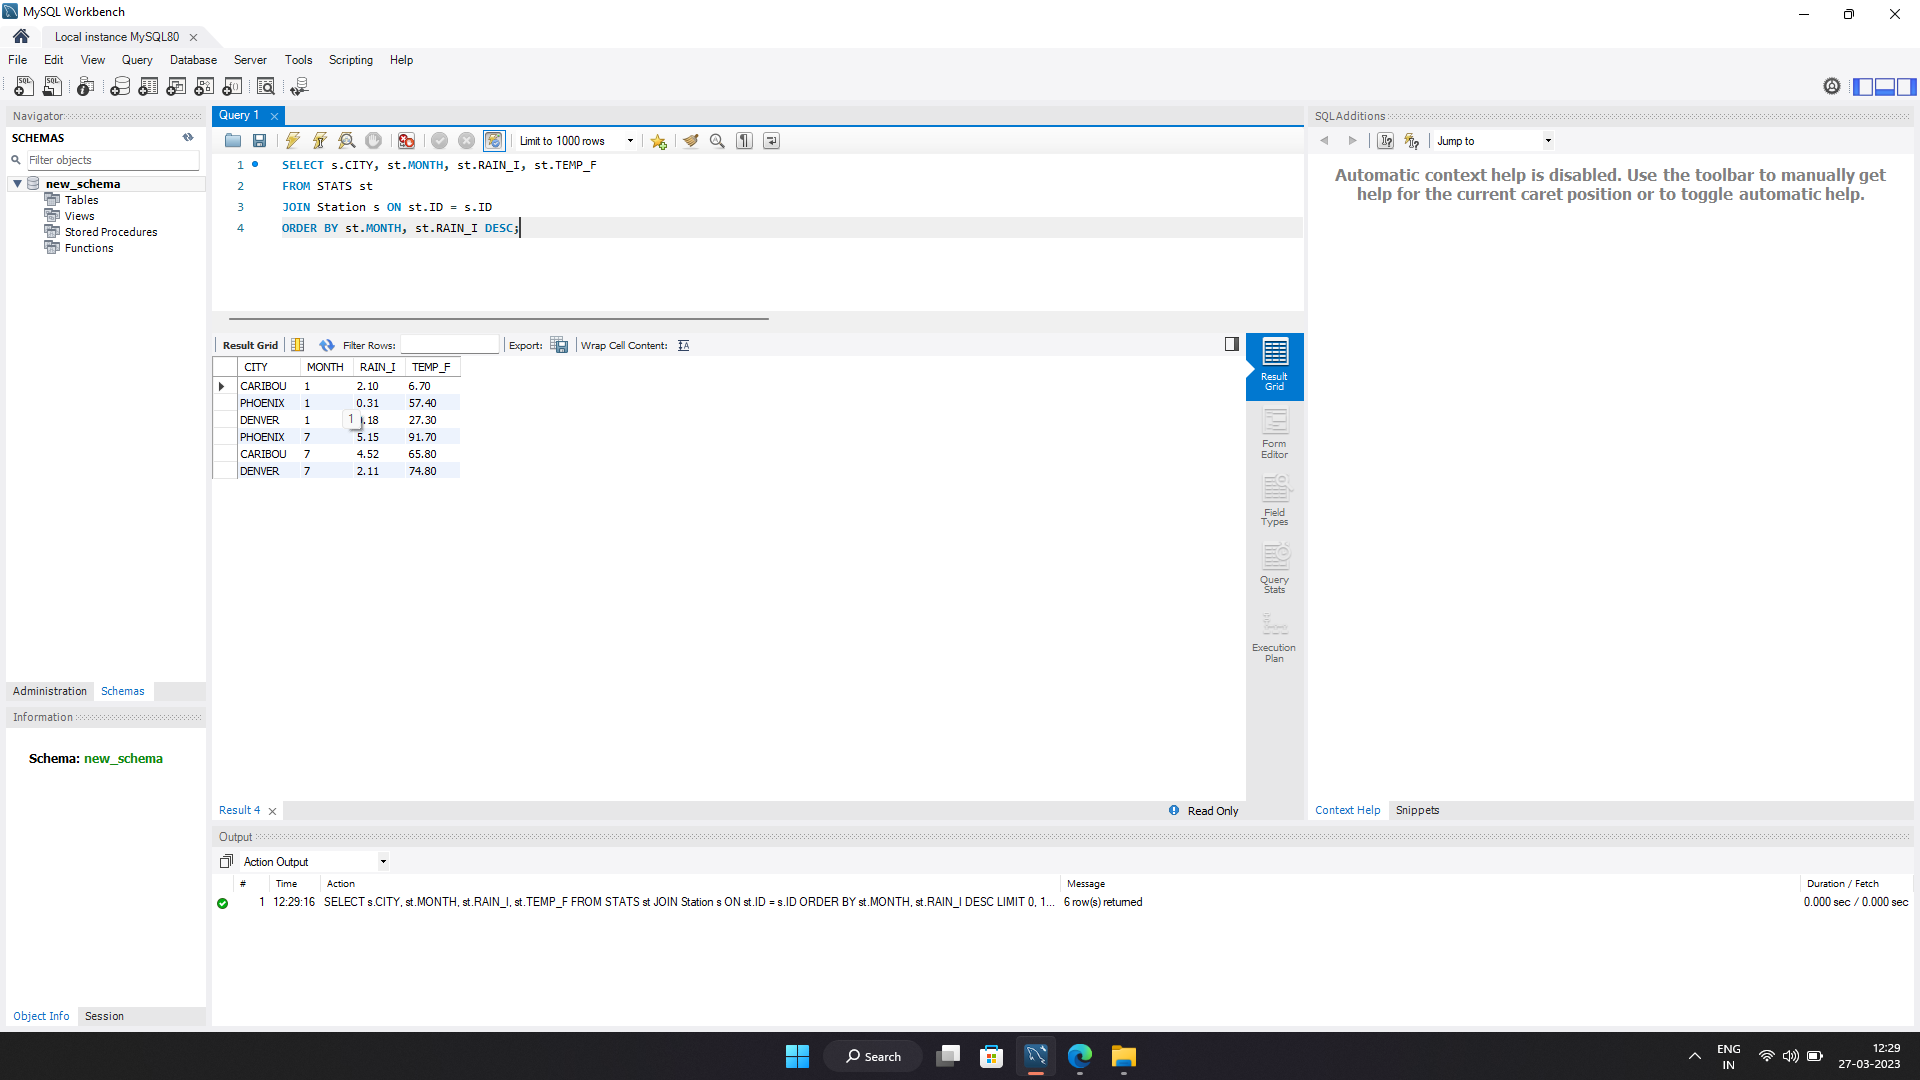 MySQL Workbench
Local instance MySQL80
File Edit View Query Database Server Tools Scripting Help
Navigator
SCHEMAS
Filter objects
new_schema
Tables
Views
Stored Procedures
Functions
Administration Schemas
Information
Schema: new_schema
Object Info Session
Query 1
Limit to 1000 rows
1 SELECT s.CITY, st.MONTH, st.RAIN_I, st.TEMP_F
2 FROM STATS st
3 JOIN Station s ON st.ID = s.ID
4 ORDER BY st.MONTH, st.RAIN_I DESC;
Result Grid Filter Rows: Export: Wrap Cell Content:
CITY MONTH RAIN_I TEMP_F
CARIBOU 1 2.10 6.70
PHOENIX 1 0.31 57.40
DENVER 1 1 .18 27.30
PHOENIX 7 5.15 91.70
CARIBOU 7 4.52 65.80
DENVER 7 2.11 74.80
Result
Grid
Form
Editor
Field
Types
Query
Stats
Execution
Plan
Result 4
Read Only
SQLAdditions
Jump to
Automatic context help is disabled. Use the toolbar to manually get
help for the current caret position or to toggle automatic help.
Context Help Snippets
Output
Action Output
# Time Action Message Duration / Fetch
1 12:29:16 SELECT s.CITY, st.MONTH, st.RAIN_I, st.TEMP_F FROM STATS st JOIN Station s ON st.ID = s.ID ORDER BY st.MONTH, st.RAIN_I DESC LIMIT 0, 1... 6 row(s) returned 0.000 sec / 0.000 sec
Search
ENG
IN
12:29
27-03-2023